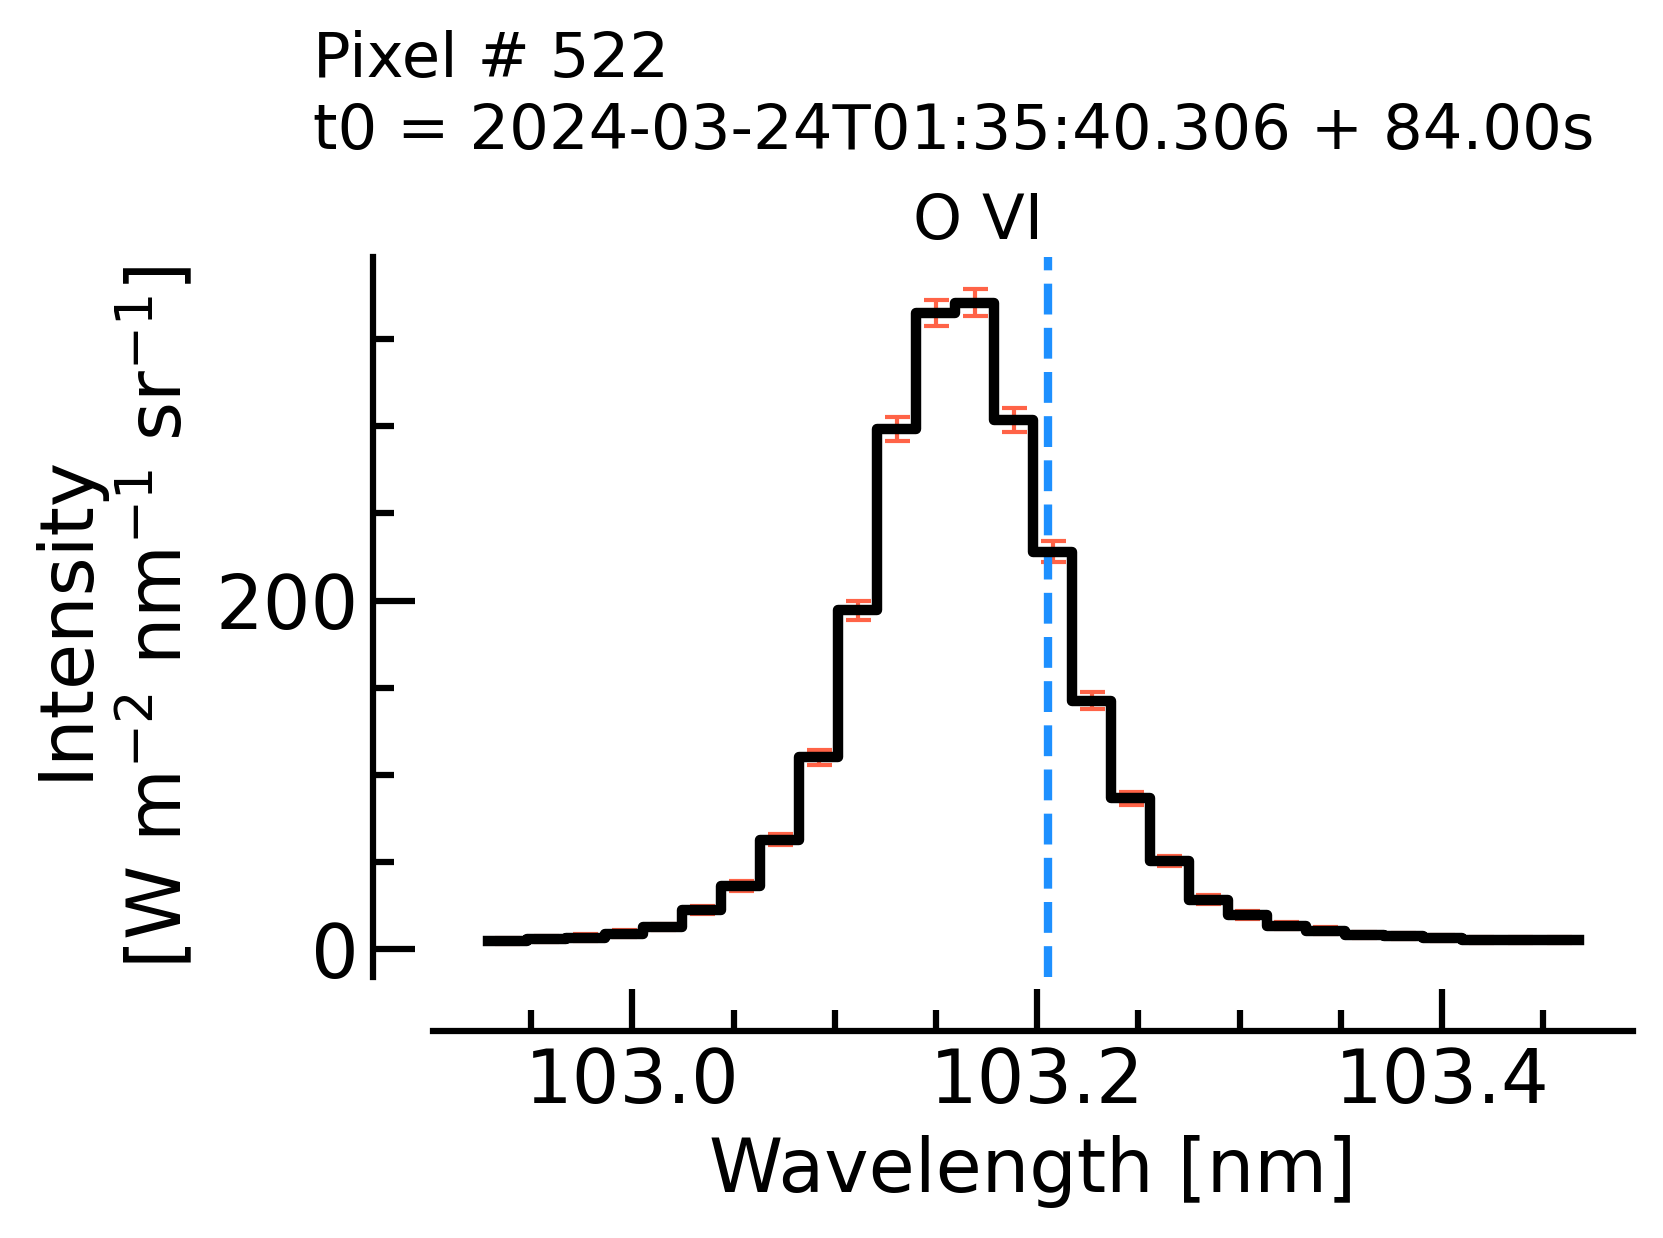 Pixel # 522
t0 = 2024-03-24T01:35:40.306 + 84.00s
O VI
Intensity
[W m⁻² nm⁻¹ sr⁻¹]
200
0
103.0 103.2 103.4
Wavelength [nm]